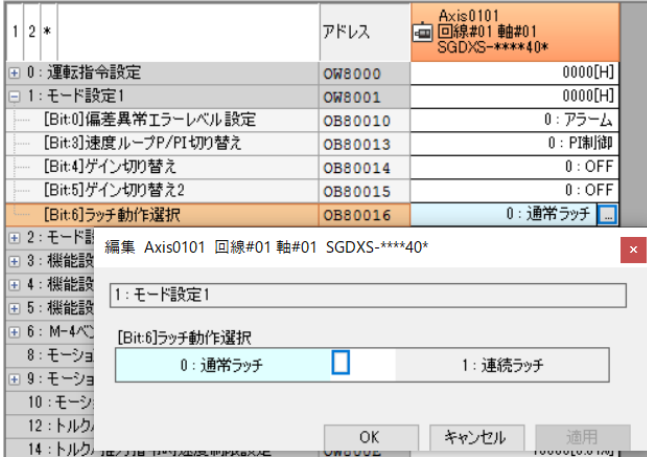 1 2 * アドレス Axis0101
回線#01 軸#01
SGDXS-****40*
0 : 運転指令設定 OW8000 0000[H]
1 : モード設定1 OW8001 0000[H]
[Bit:0]偏差異常エラーレベル設定 OB80010 0 : アラーム
[Bit:3]速度ループP/PI切り替え OB80013 0 : PI制御
[Bit:4]ゲイン切り替え OB80014 0 : OFF
[Bit:5]ゲイン切り替え2 OB80015 0 : OFF
[Bit:6]ラッチ動作選択 OB80016 0 : 通常ラッチ ...
2 : モード設
3 : 機能設
4 : 機能設
5 : 機能設
6 : M-4ベン
8 : モーショ
9 : モーショ
10 : モーシ
12 : トルク/
14 : トルク/
編集 Axis0101 回線#01 軸#01 SGDXS-****40*
1 : モード設定1
[Bit:6]ラッチ動作選択
0 : 通常ラッチ 1 : 連続ラッチ
OK キャンセル 適用